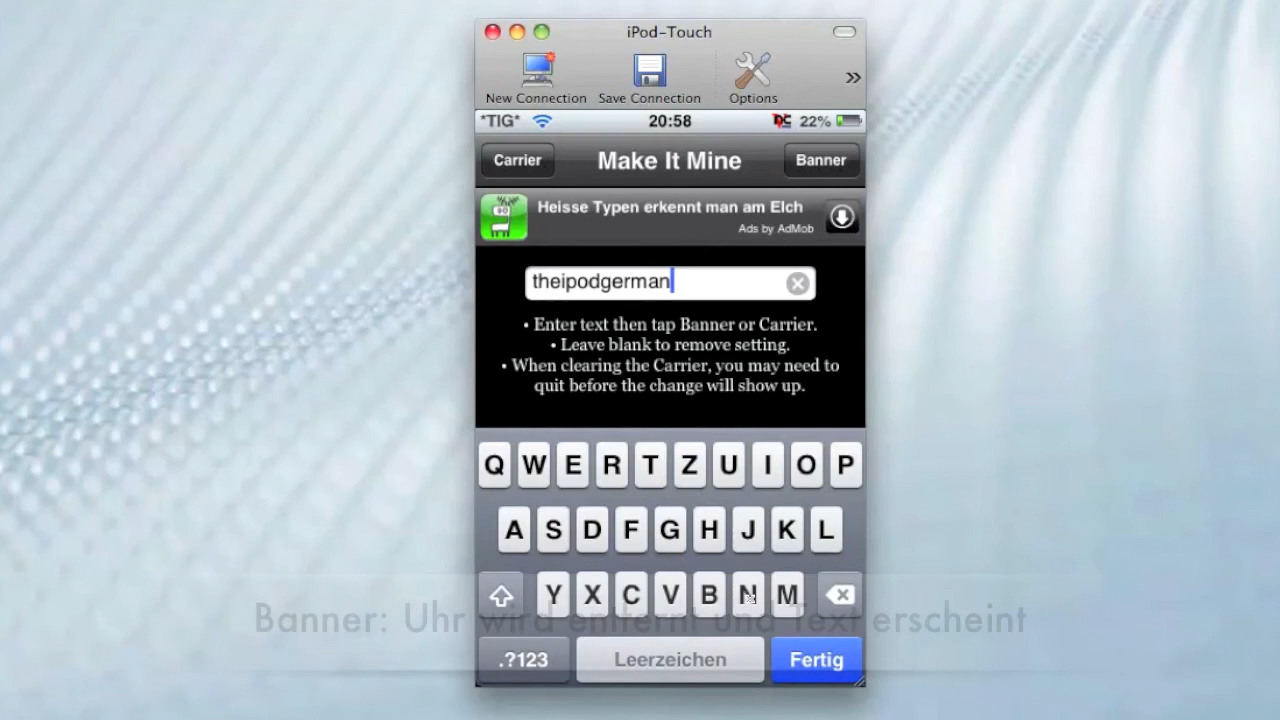 iPod-Touch
New Connection Save Connection Options »
*TIG* 20:58 DC 22%
Carrier Make It Mine Banner
Heisse Typen erkennt man am Elch
Ads by AdMob
theipodgerman
• Enter text then tap Banner or Carrier.
• Leave blank to remove setting.
• When clearing the Carrier, you may need to
quit before the change will show up.
Q W E R T Z U I O P
A S D F G H J K L
Y X C V B N M
Banner: Uhr wird entfernt und Text erscheint
.?123 Leerzeichen Fertig